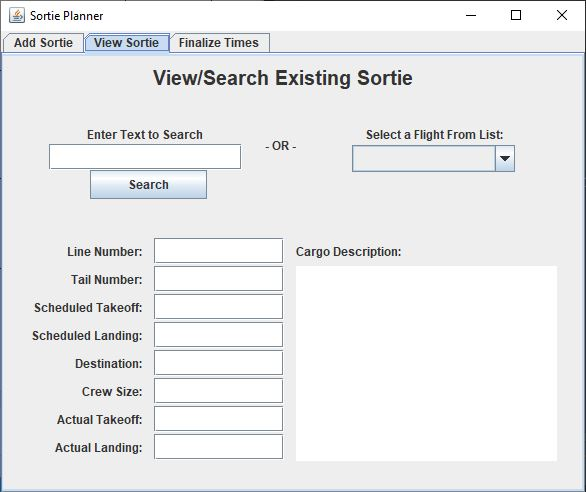 Sortie Planner
Add Sortie View Sortie Finalize Times
View/Search Existing Sortie
Enter Text to Search - OR - Select a Flight From List:
Search
Line Number: Cargo Description:
Tail Number:
Scheduled Takeoff:
Scheduled Landing:
Destination:
Crew Size:
Actual Takeoff:
Actual Landing: